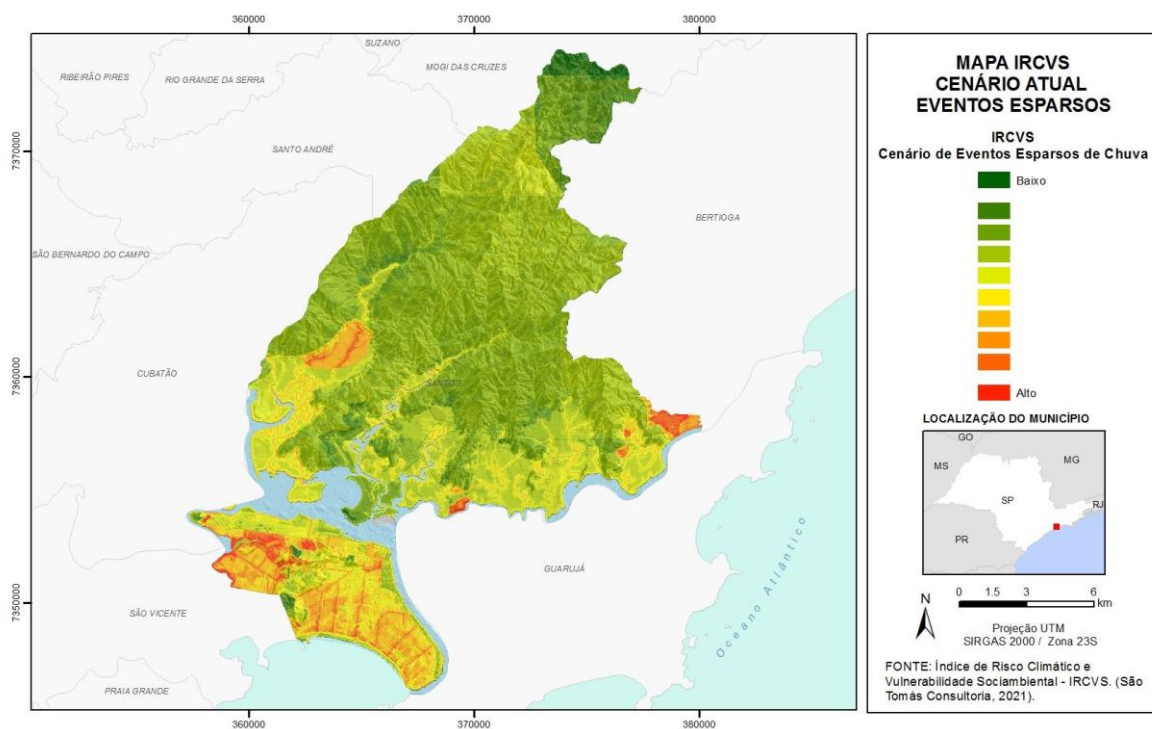 360000
370000
380000
SUZANO
MOGI DAS CRUZES
RIBEIRÃO PIRES
RIO GRANDE DA SERRA
7370000
SANTO ANDRÉ
BERTIOGA
SÃO BERNARDO DO CAMPO
CUBATÃO
7360000
SANTOS
GUARUJÁ
Oceano Atlântico
7350000
SÃO VICENTE
PRAIA GRANDE
360000
370000
380000
MAPA IRCVS
CENÁRIO ATUAL
EVENTOS ESPARSOS
IRCVS
Cenário de Eventos Esparsos de Chuva
Baixo
Alto
LOCALIZAÇÃO DO MUNICÍPIO
GO
MS
MG
SP
RJ
PR
N
0 1.5 3 6
km
Projeção UTM
SIRGAS 2000 / Zona 23S
FONTE: Índice de Risco Climático e
Vulnerabilidade Sociambiental - IRCVS. (São
Tomás Consultoria, 2021).